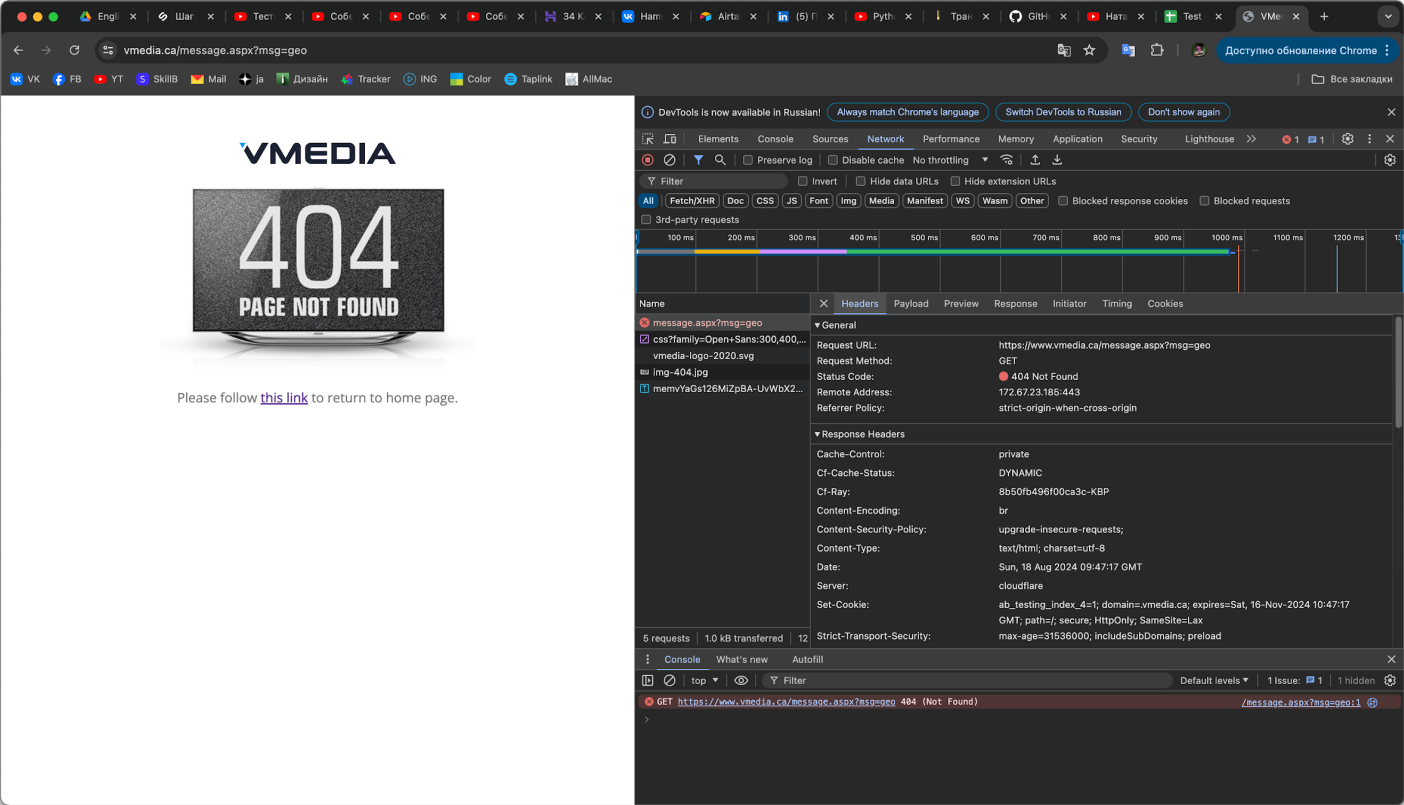 Engli
Шаг
Тест
Собе
Собе
Собе
34 К
Ham
Airta
(5) П
Pyth
Тран
GitH
Ната
Test
VMe
vmedia.ca/message.aspx?msg=geo
Доступно обновление Chrome
VK FB YT SkillB Mail ja Дизайн Tracker ING Color Taplink AllMac
Все закладки
VMEDIA
404
PAGE NOT FOUND
Please follow this link to return to home page.
DevTools is now available in Russian! Always match Chrome's language Switch DevTools to Russian Don't show again
Elements Console Sources Network Performance Memory Application Security Lighthouse 1 1
Preserve log Disable cache No throttling
Filter Invert Hide data URLs Hide extension URLs
All Fetch/XHR Doc CSS JS Font Img Media Manifest WS Wasm Other Blocked response cookies Blocked requests
3rd-party requests
100 ms 200 ms 300 ms 400 ms 500 ms 600 ms 700 ms 800 ms 900 ms 1000 ms 1100 ms 1200 ms
Name
message.aspx?msg=geo
css?family=Open+Sans:300,400,...
vmedia-logo-2020.svg
img-404.jpg
memvYaGs126MiZpBA-UvWbX2...
5 requests 1.0 kB transferred 12
Headers Payload Preview Response Initiator Timing Cookies
General
Request URL: https://www.vmedia.ca/message.aspx?msg=geo
Request Method: GET
Status Code: 404 Not Found
Remote Address: 172.67.23.185:443
Referrer Policy: strict-origin-when-cross-origin
Response Headers
Cache-Control: private
Cf-Cache-Status: DYNAMIC
Cf-Ray: 8b50fb496f00ca3c-KBP
Content-Encoding: br
Content-Security-Policy: upgrade-insecure-requests;
Content-Type: text/html; charset=utf-8
Date: Sun, 18 Aug 2024 09:47:17 GMT
Server: cloudflare
Set-Cookie: ab_testing_index_4=1; domain=.vmedia.ca; expires=Sat, 16-Nov-2024 10:47:17
GMT; path=/; secure; HttpOnly; SameSite=Lax
Strict-Transport-Security: max-age=31536000; includeSubDomains; preload
Console What's new Autofill
top Filter Default levels 1 Issue: 1 1 hidden
GET https://www.vmedia.ca/message.aspx?msg=geo 404 (Not Found) /message.aspx?msg=geo:1